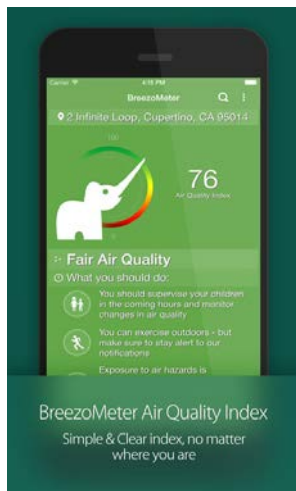 Carrier 4:15 PM
BreezoMeter
2 Infinite Loop, Cupertino, CA 95014
100
76
Air Quality Index
Fair Air Quality
What you should do:
You should supervise your children
in the coming hours and monitor
changes in air quality
You can exercise outdoors - but
make sure to stay alert to our
notifications
Exposure to air hazards is
BreezoMeter Air Quality Index
Simple & Clear index, no matter
where you are